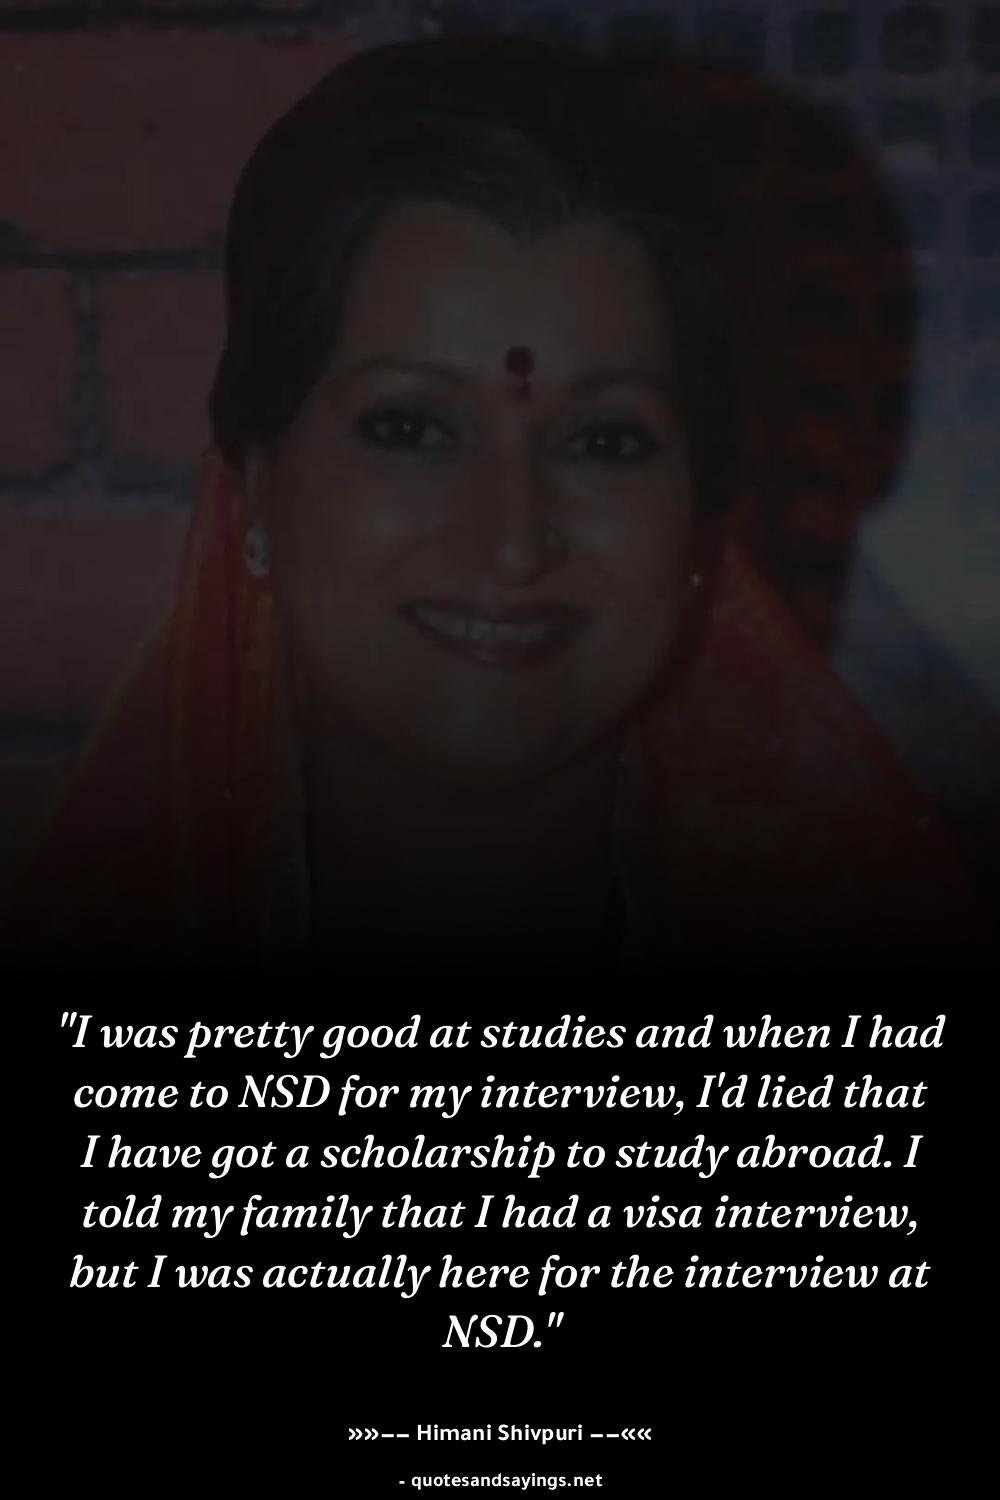 "I was pretty good at studies and when I had
come to NSD for my interview, I'd lied that
I have got a scholarship to study abroad. I
told my family that I had a visa interview,
but I was actually here for the interview at
NSD."
»»–– Himani Shivpuri ––««
- quotesandsayings.net